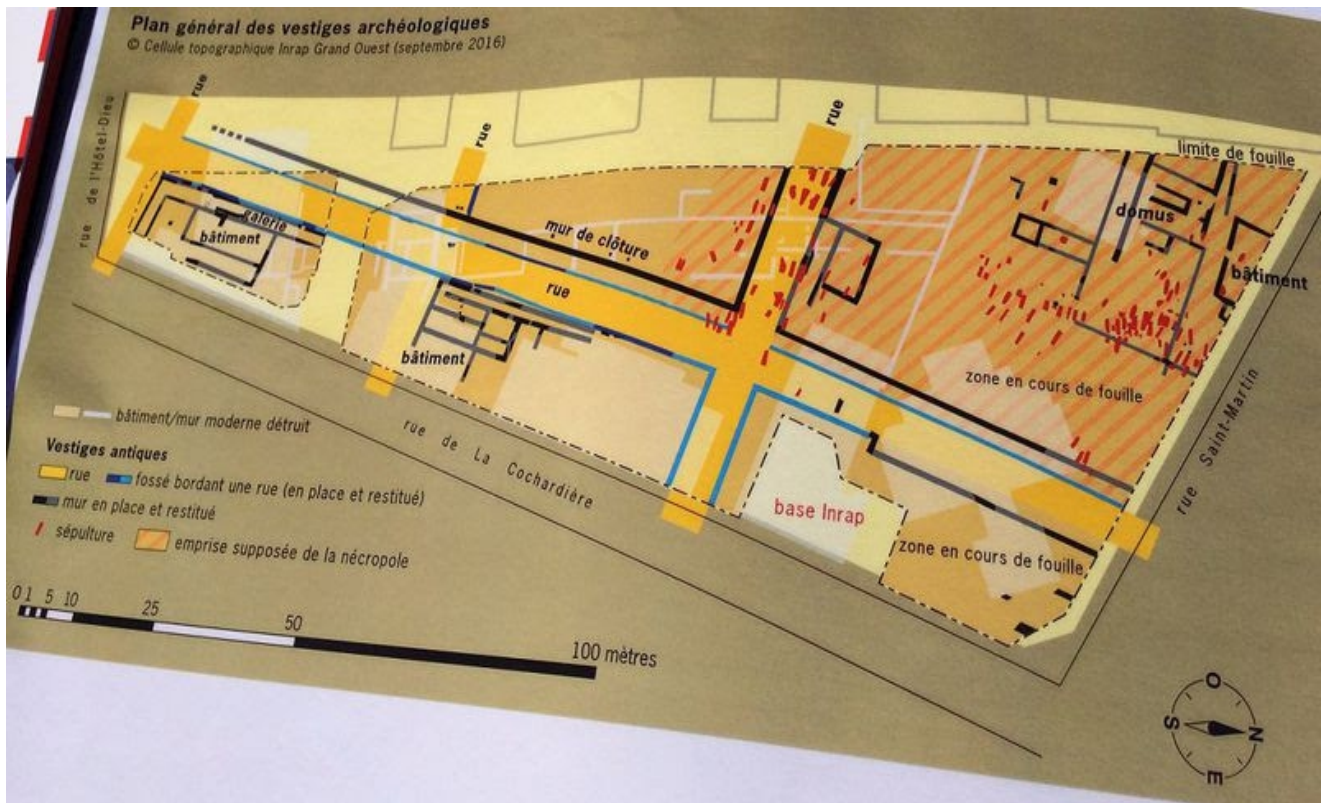 Plan général des vestiges archéologiques
© Cellule topographique Inrap Grand Ouest (septembre 2016)
rue de l'Hôtel-Dieu
rue
rue
rue
limite de fouille
galerie
bâtiment
mur de clôture
domus
bâtiment
rue
bâtiment
zone en cours de fouille
rue Saint-Martin
rue de La Cochardière
base Inrap
zone en cours de fouille
bâtiment/mur moderne détruit
Vestiges antiques
rue
fossé bordant une rue (en place et restitué)
mur en place et restitué
sépulture
emprise supposée de la nécropole
0 1 5 10 25 50 100 mètres
O
S
N
E